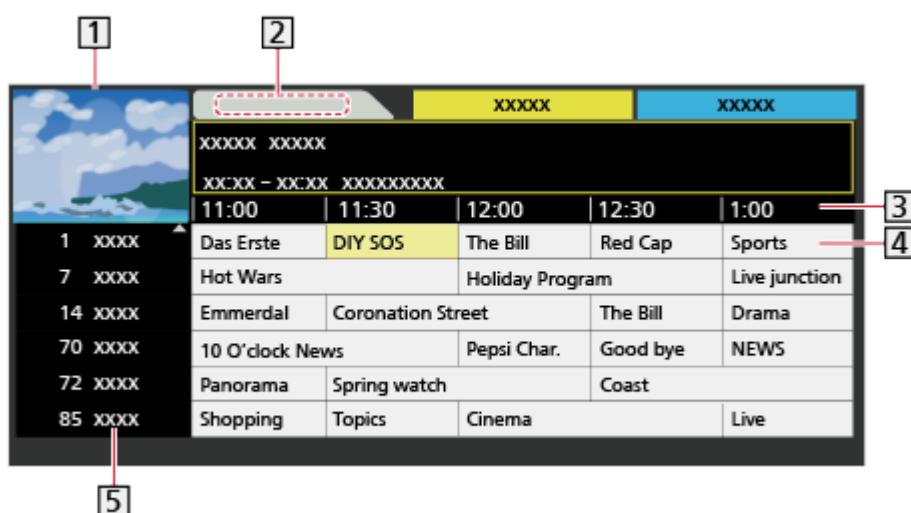 1 2
xxxxx xxxxx
xxxxx xxxxx
xx:xx – xx:xx xxxxxxxxx
11:00 11:30 12:00 12:30 1:00 3
1 xxxx Das Erste DIY SOS The Bill Red Cap Sports 4
7 xxxx Hot Wars Holiday Program Live junction
14 xxxx Emmerdal Coronation Street The Bill Drama
70 xxxx 10 O'clock News Pepsi Char. Good bye NEWS
72 xxxx Panorama Spring watch Coast
85 xxxx Shopping Topics Cinema Live
5